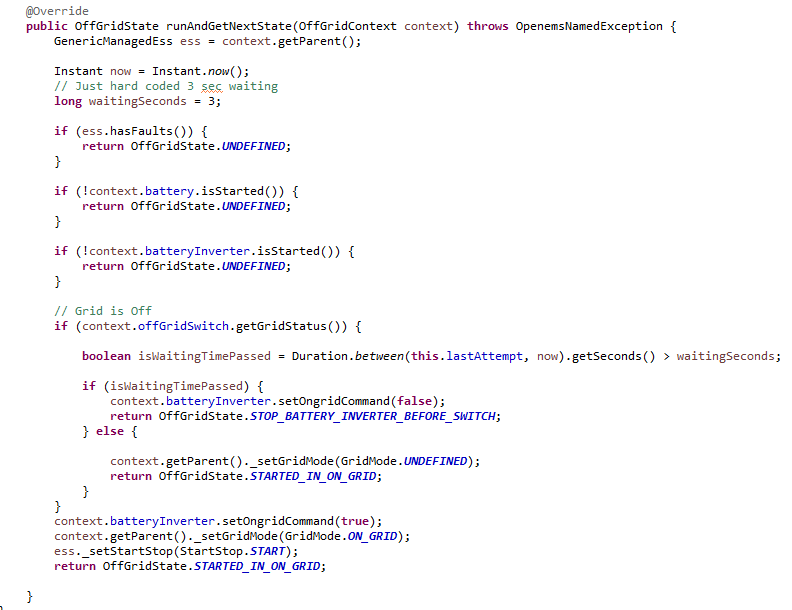 @Override
public OffGridState runAndGetNextState(OffGridContext context) throws OpenemsNamedException {
    GenericManagedEss ess = context.getParent();

    Instant now = Instant.now();
    // Just hard coded 3 sec waiting
    long waitingSeconds = 3;

    if (ess.hasFaults()) {
        return OffGridState.UNDEFINED;
    }

    if (!context.battery.isStarted()) {
        return OffGridState.UNDEFINED;
    }

    if (!context.batteryInverter.isStarted()) {
        return OffGridState.UNDEFINED;
    }

    // Grid is Off
    if (context.offGridSwitch.getGridStatus()) {

        boolean isWaitingTimePassed = Duration.between(this.lastAttempt, now).getSeconds() > waitingSeconds;

        if (isWaitingTimePassed) {
            context.batteryInverter.setOngridCommand(false);
            return OffGridState.STOP_BATTERY_INVERTER_BEFORE_SWITCH;
        } else {

            context.getParent()._setGridMode(GridMode.UNDEFINED);
            return OffGridState.STARTED_IN_ON_GRID;
        }
    }
    context.batteryInverter.setOngridCommand(true);
    context.getParent()._setGridMode(GridMode.ON_GRID);
    ess._setStartStop(StartStop.START);
    return OffGridState.STARTED_IN_ON_GRID;

}